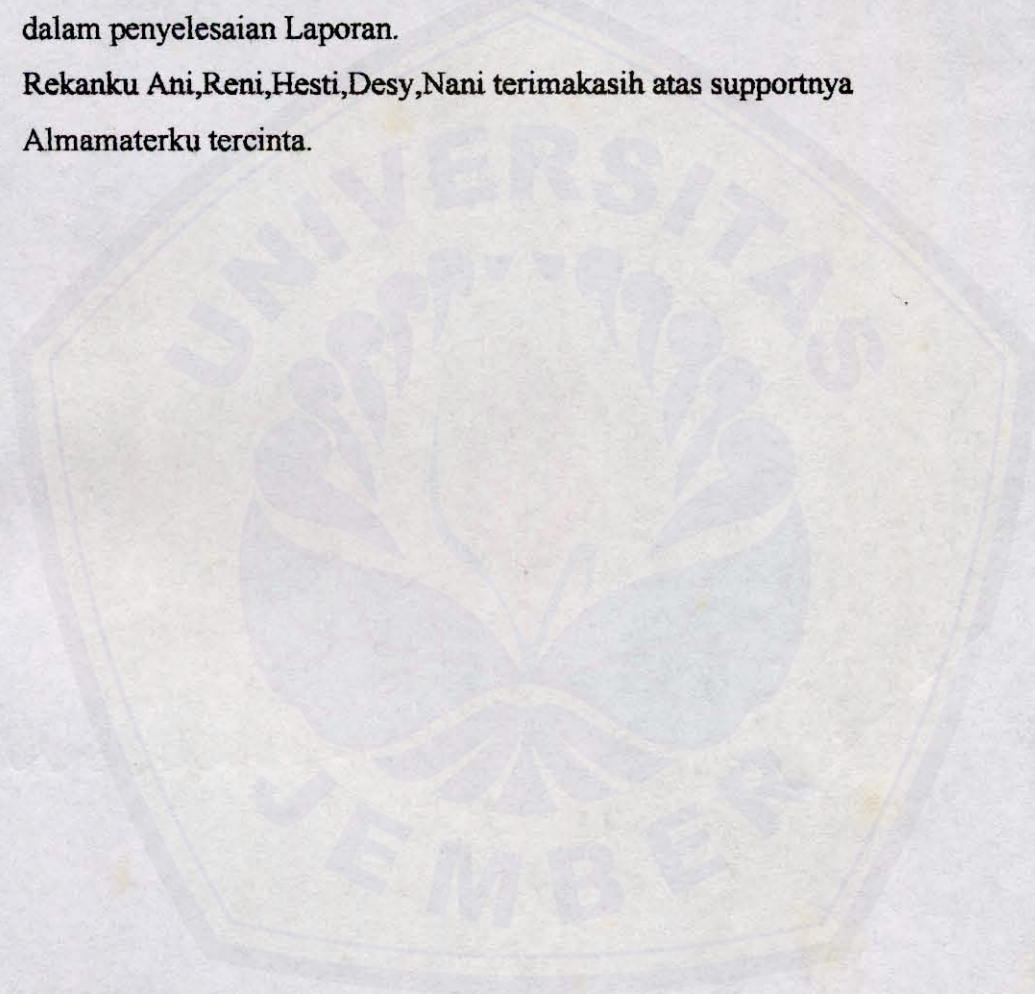 dalam penyelesaian Laporan.
Rekanku Ani,Reni,Hesti,Desy,Nani terimakasih atas supportnya
Almamaterku tercinta.
UNIVERSITAS
JEMBER